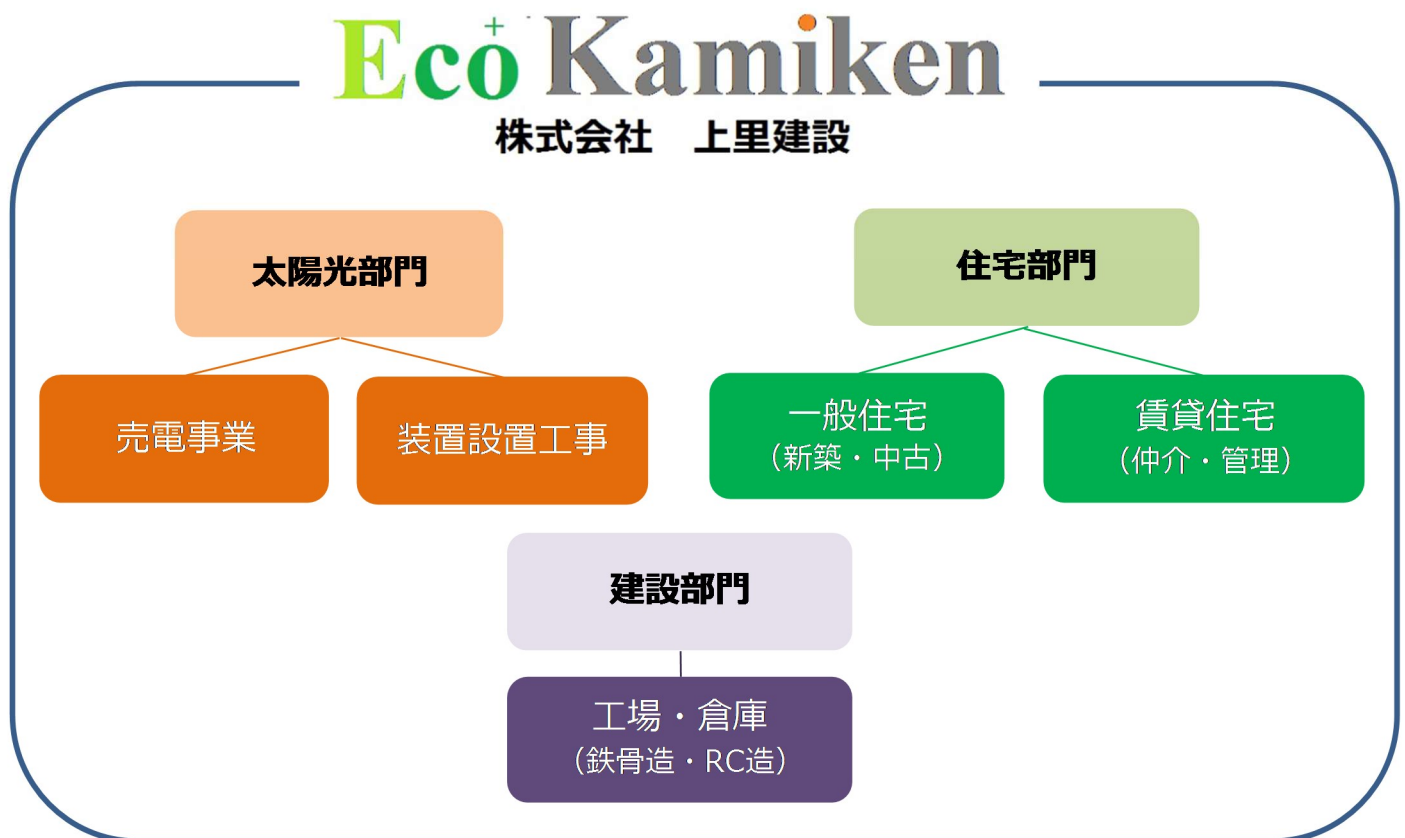 Eco+ Kamiken
株式会社　上里建設
太陽光部門
住宅部門
売電事業
装置設置工事
一般住宅
（新築・中古）
賃貸住宅
（仲介・管理）
建設部門
工場・倉庫
（鉄骨造・RC造）